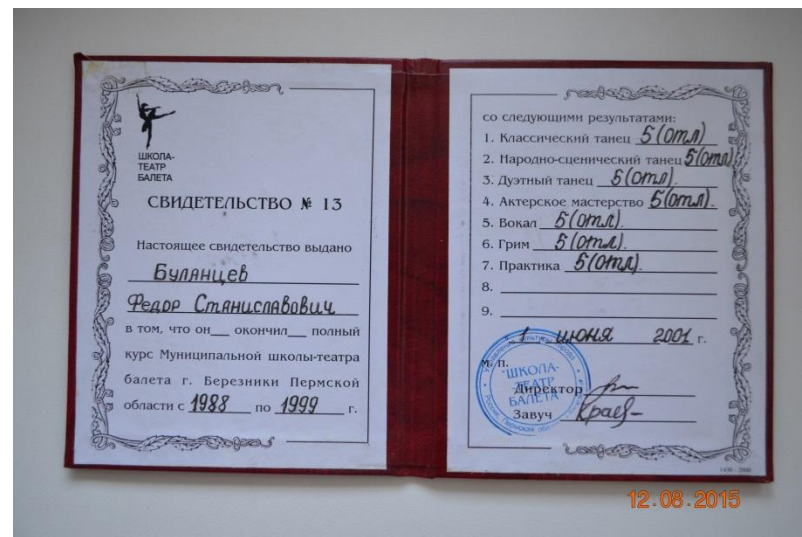 ШКОЛА-
ТЕАТР
БАЛЕТА
СВИДЕТЕЛЬСТВО № 13
Настоящее свидетельство выдано
Буланцев
Федор Станиславович
в том, что он__ окончил__ полный
курс Муниципальной школы-театра
балета г. Березники Пермской
области с 1988 по 1999 г.
со следующими результатами:
1. Классический танец 5(отл)
2. Народно-сценический танец 5(отл)
3. Дуэтный танец 5(отл).
4. Актерское мастерство 5(отл).
5. Вокал 5(отл).
6. Грим 5(отл).
7. Практика 5(отл).
8.
9.
1 июня 2001 г.
м. п.
"ШКОЛА-
ТЕАТР
БАЛЕТА"
Директор
Завуч
12.08.2015